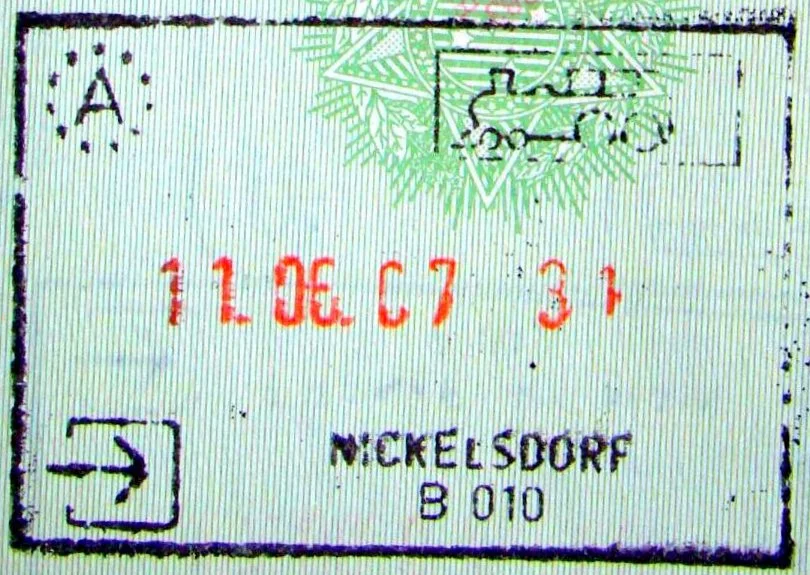 A
11.06.07 31
NICKELSDORF
B 010